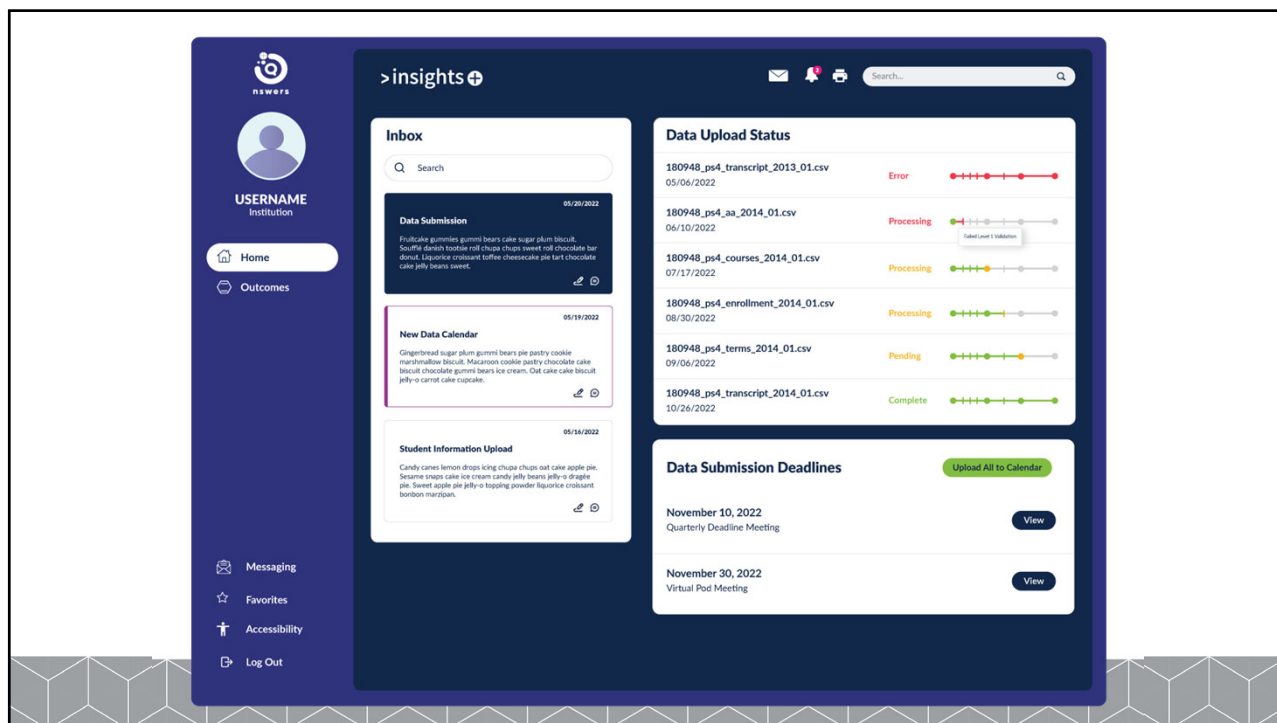 nswers
USERNAME
Institution
Home
Outcomes
Messaging
Favorites
Accessibility
Log Out
>insights+
2
Search...
Inbox
Search
05/20/2022
Data Submission
Fruitcake gummies gummi bears cake sugar plum biscuit.
Soufflé danish tootsie roll chupa chups sweet roll chocolate bar
donut. Liquorice croissant toffee cheesecake pie tart chocolate
cake jelly beans sweet.
05/19/2022
New Data Calendar
Gingerbread sugar plum gummi bears pie pastry cookie
marshmallow biscuit. Macaroon cookie pastry chocolate cake
biscuit chocolate gummi bears ice cream. Oat cake cake biscuit
jelly-o carrot cake cupcake.
05/16/2022
Student Information Upload
Candy canes lemon drops icing chupa chups oat cake apple pie.
Sesame snaps cake ice cream candy jelly beans jelly-o dragée
pie. Sweet apple pie jelly-o topping powder liquorice croissant
bonbon marzipan.
Data Upload Status
180948_ps4_transcript_2013_01.csv
05/06/2022
Error
180948_ps4_aa_2014_01.csv
06/10/2022
Processing
Failed Level 1 Validation
180948_ps4_courses_2014_01.csv
07/17/2022
Processing
180948_ps4_enrollment_2014_01.csv
08/30/2022
Processing
180948_ps4_terms_2014_01.csv
09/06/2022
Pending
180948_ps4_transcript_2014_01.csv
10/26/2022
Complete
Data Submission Deadlines
Upload All to Calendar
November 10, 2022
Quarterly Deadline Meeting
View
November 30, 2022
Virtual Pod Meeting
View